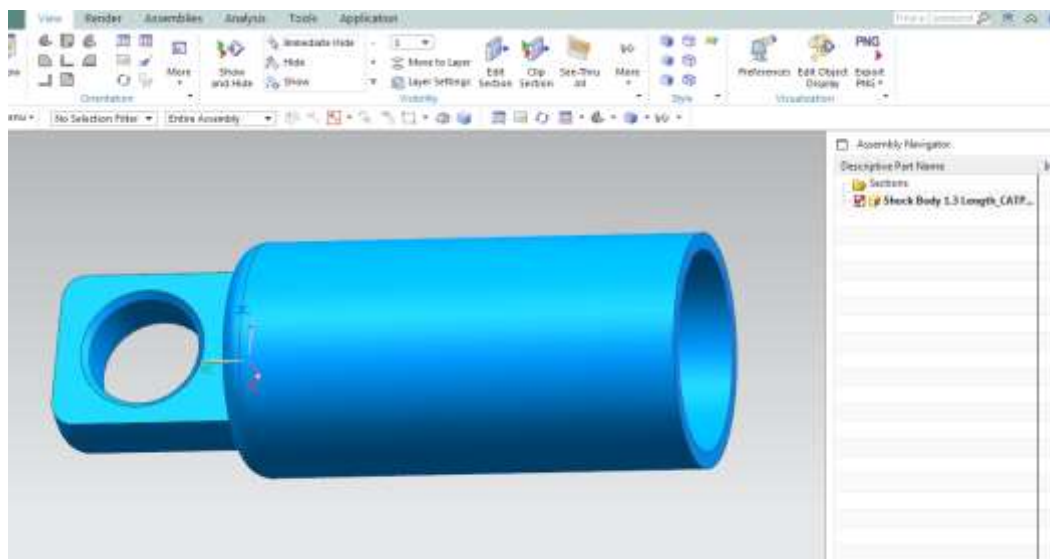 View Render Assemblies Analysis Tools Application
Immediate Hide 1 PNG
Hide Move to Layer
More Show and Hide Show Layer Settings Edit Section Clip Section See-Thru All More Preferences Edit Object Display Export PNG
Orientation Visibility Style Visualization
No Selection Filter Entire Assembly
Assembly Navigator
Descriptive Part Name
Sections
Shock Body 1.3 Length_CATP...